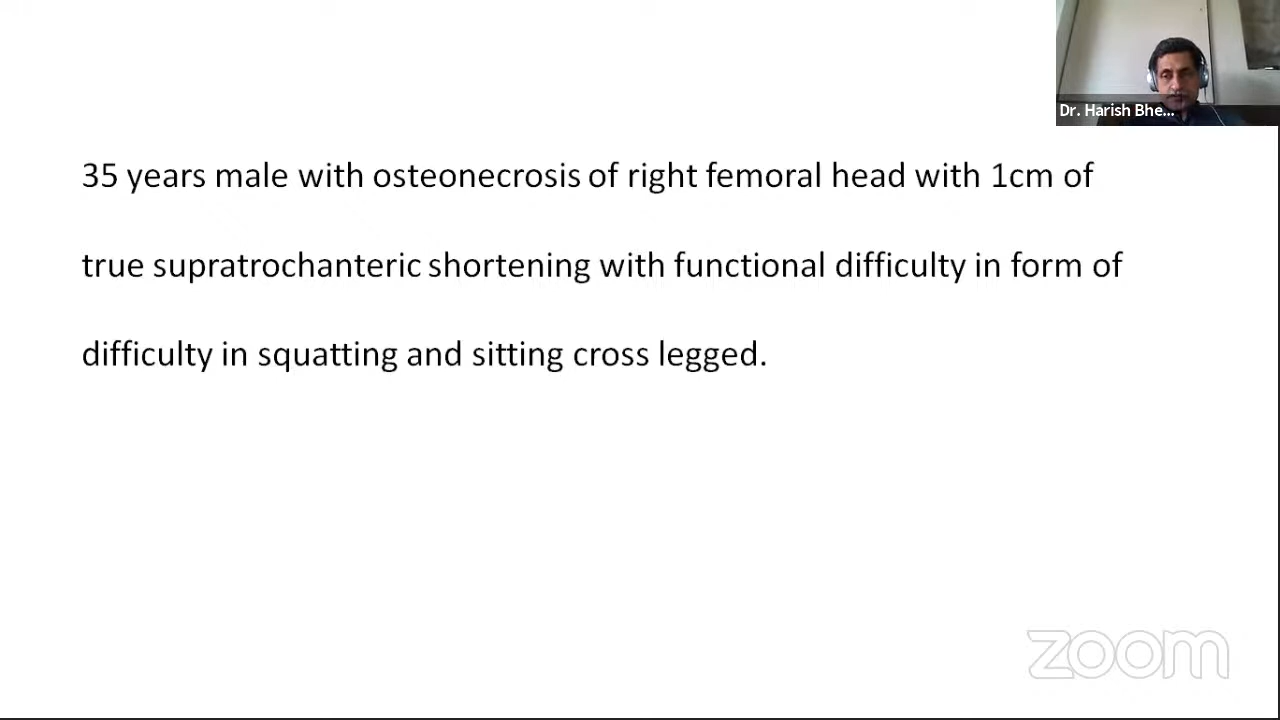 Dr. Harish Bhe...
35 years male with osteonecrosis of right femoral head with 1cm of
true supratrochanteric shortening with functional difficulty in form of
difficulty in squatting and sitting cross legged.
zoom